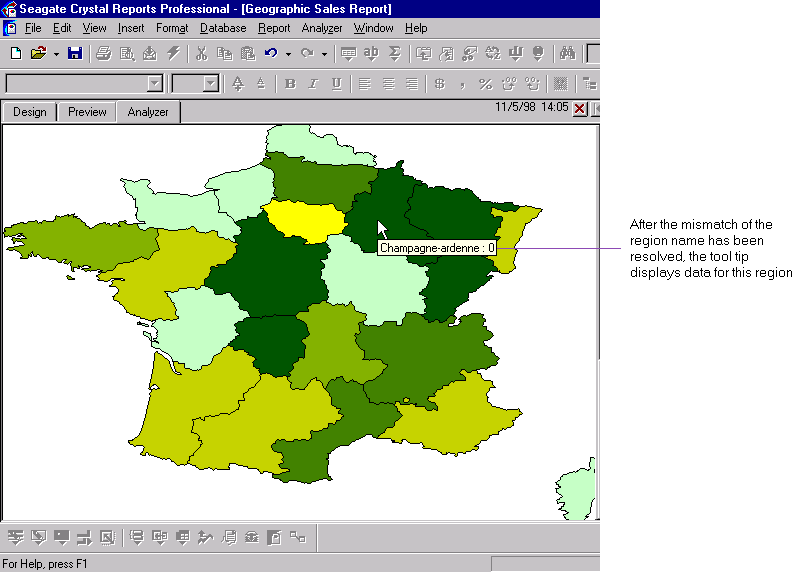 Seagate Crystal Reports Professional - [Geographic Sales Report]
File Edit View Insert Format Database Report Analyzer Window Help
B I U $ , %
Design Preview Analyzer 11/5/98 14:05
Champagne-ardenne : 0
After the mismatch of the
region name has been
resolved, the tool tip
displays data for this region
For Help, press F1